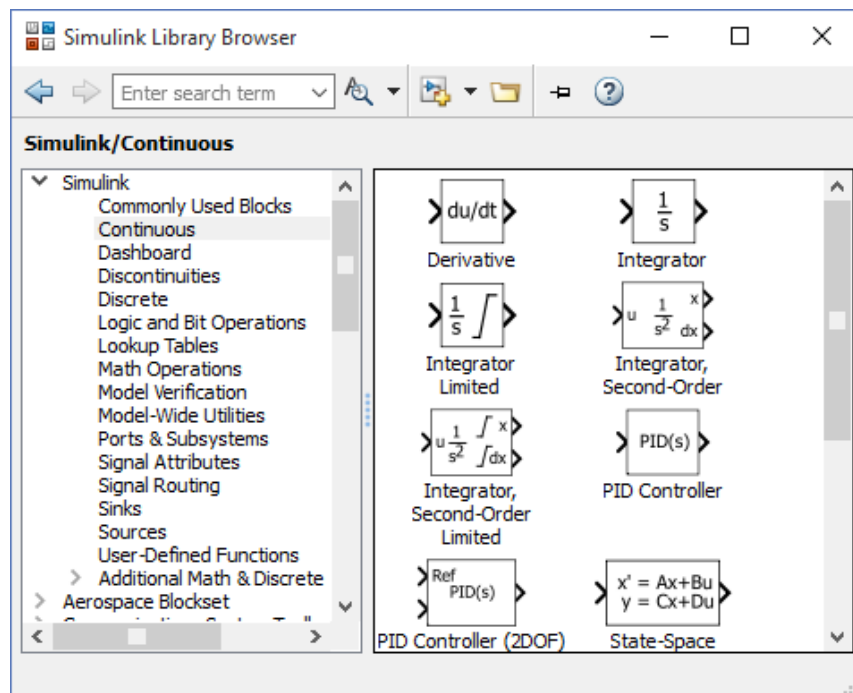 Simulink Library Browser
Enter search term
Simulink/Continuous
Simulink
Commonly Used Blocks
Continuous
Dashboard
Discontinuities
Discrete
Logic and Bit Operations
Lookup Tables
Math Operations
Model Verification
Model-Wide Utilities
Ports & Subsystems
Signal Attributes
Signal Routing
Sinks
Sources
User-Defined Functions
Additional Math & Discrete
Aerospace Blockset
du/dt
Derivative
1
s
Integrator
1
s
Integrator
Limited
u 1 x
s² dx
Integrator,
Second-Order
u 1 x
s² dx
Integrator,
Second-Order
Limited
PID(s)
PID Controller
Ref
PID(s)
PID Controller (2DOF)
x' = Ax+Bu
y = Cx+Du
State-Space